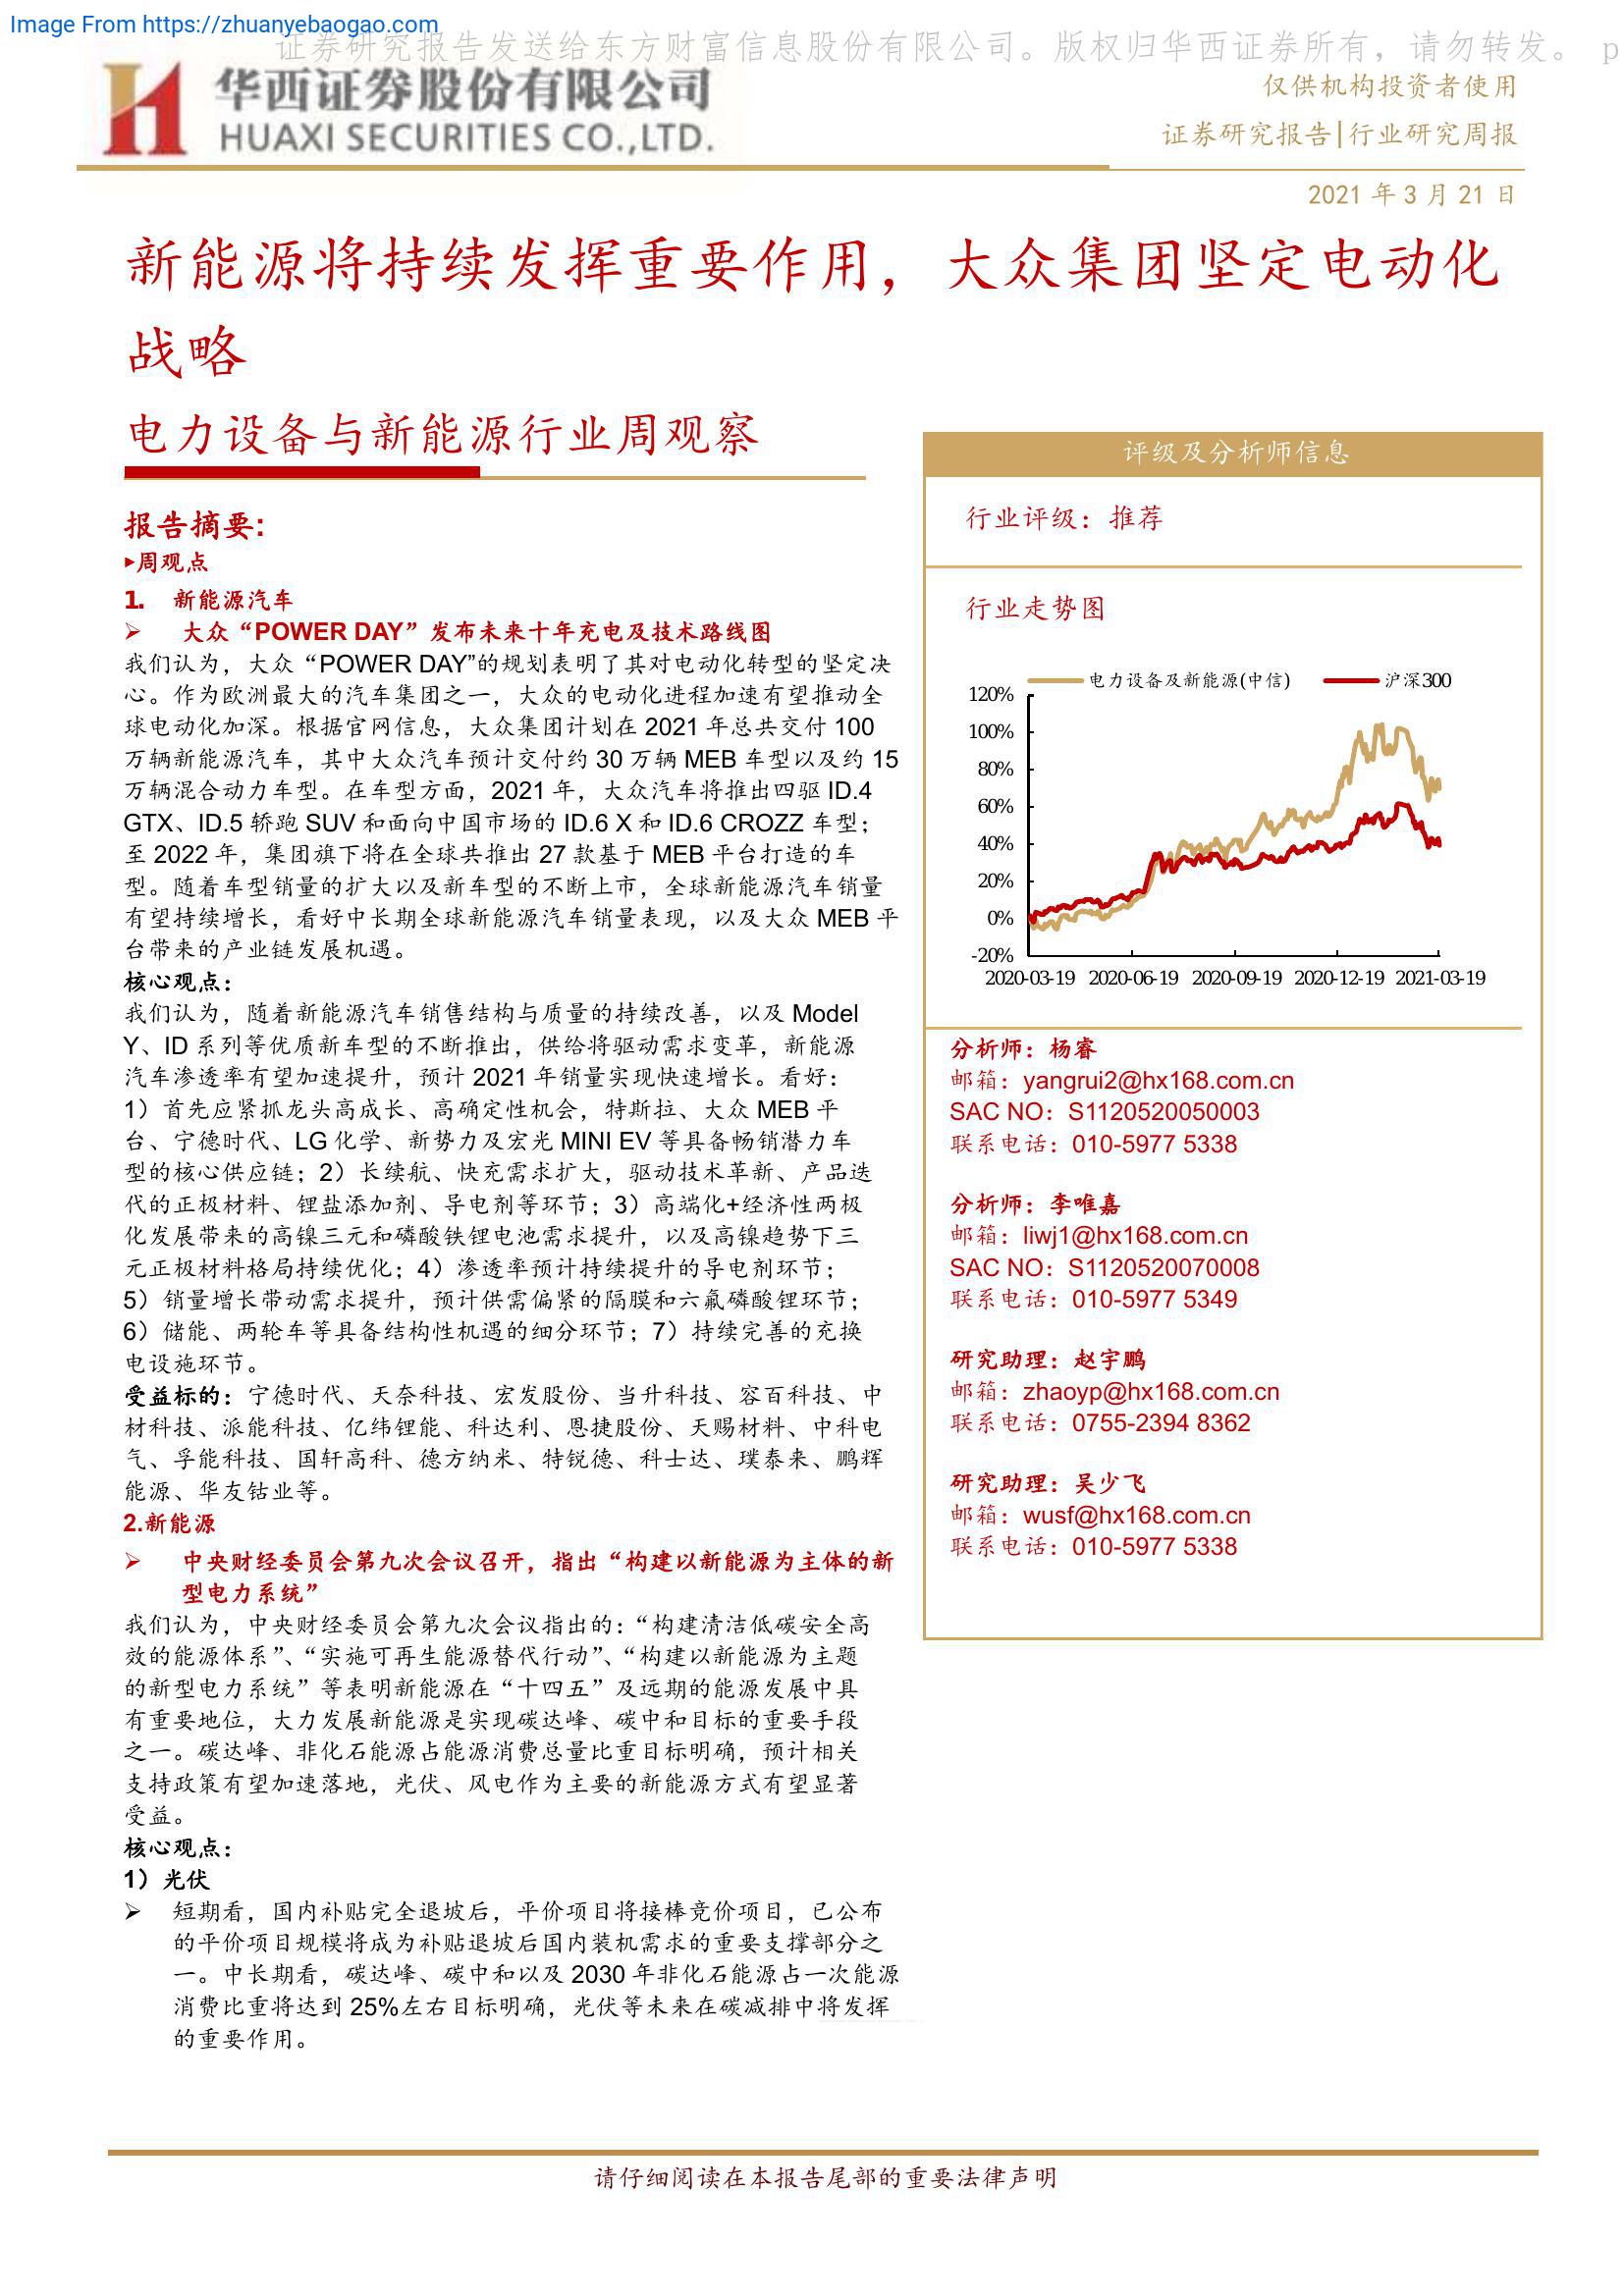 Image From https://zhuanyebaogao.com
证券研究报告发送给东方财富信息股份有限公司。版权归华西证券所有，请勿转发。 p
华西证券股份有限公司
HUAXI SECURITIES CO.,LTD.
仅供机构投资者使用
证券研究报告|行业研究周报
2021 年 3 月 21 日
新能源将持续发挥重要作用，大众集团坚定电动化
战略
电力设备与新能源行业周观察
报告摘要:
▸周观点
1. 新能源汽车
➢ 大众“POWER DAY”发布未来十年充电及技术路线图
我们认为，大众“POWER DAY”的规划表明了其对电动化转型的坚定决
心。作为欧洲最大的汽车集团之一，大众的电动化进程加速有望推动全
球电动化加深。根据官网信息，大众集团计划在 2021 年总共交付 100
万辆新能源汽车，其中大众汽车预计交付约 30 万辆 MEB 车型以及约 15
万辆混合动力车型。在车型方面，2021 年，大众汽车将推出四驱 ID.4
GTX、ID.5 轿跑 SUV 和面向中国市场的 ID.6 X 和 ID.6 CROZZ 车型；
至 2022 年，集团旗下将在全球共推出 27 款基于 MEB 平台打造的车
型。随着车型销量的扩大以及新车型的不断上市，全球新能源汽车销量
有望持续增长，看好中长期全球新能源汽车销量表现，以及大众 MEB 平
台带来的产业链发展机遇。
核心观点：
我们认为，随着新能源汽车销售结构与质量的持续改善，以及 Model
Y、ID 系列等优质新车型的不断推出，供给将驱动需求变革，新能源
汽车渗透率有望加速提升，预计 2021 年销量实现快速增长。看好：
1）首先应紧抓龙头高成长、高确定性机会，特斯拉、大众 MEB 平
台、宁德时代、LG 化学、新势力及宏光 MINI EV 等具备畅销潜力车
型的核心供应链；2）长续航、快充需求扩大，驱动技术革新、产品迭
代的正极材料、锂盐添加剂、导电剂等环节；3）高端化+经济性两极
化发展带来的高镍三元和磷酸铁锂电池需求提升，以及高镍趋势下三
元正极材料格局持续优化；4）渗透率预计持续提升的导电剂环节；
5）销量增长带动需求提升，预计供需偏紧的隔膜和六氟磷酸锂环节；
6）储能、两轮车等具备结构性机遇的细分环节；7）持续完善的充换
电设施环节。
受益标的：宁德时代、天奈科技、宏发股份、当升科技、容百科技、中
材科技、派能科技、亿纬锂能、科达利、恩捷股份、天赐材料、中科电
气、孚能科技、国轩高科、德方纳米、特锐德、科士达、璞泰来、鹏辉
能源、华友钴业等。
2.新能源
➢ 中央财经委员会第九次会议召开，指出“构建以新能源为主体的新
型电力系统”
我们认为，中央财经委员会第九次会议指出的：“构建清洁低碳安全高
效的能源体系”、“实施可再生能源替代行动”、“构建以新能源为主题
的新型电力系统”等表明新能源在“十四五”及远期的能源发展中具
有重要地位，大力发展新能源是实现碳达峰、碳中和目标的重要手段
之一。碳达峰、非化石能源占能源消费总量比重目标明确，预计相关
支持政策有望加速落地，光伏、风电作为主要的新能源方式有望显著
受益。
核心观点：
1）光伏
➢ 短期看，国内补贴完全退坡后，平价项目将接棒竞价项目，已公布
的平价项目规模将成为补贴退坡后国内装机需求的重要支撑部分之
一。中长期看，碳达峰、碳中和以及 2030 年非化石能源占一次能源
消费比重将达到 25%左右目标明确，光伏等未来在碳减排中将发挥
的重要作用。
评级及分析师信息
行业评级：推荐
行业走势图
电力设备及新能源(中信) 沪深300
120%
100%
80%
60%
40%
20%
0%
-20%
2020-03-19 2020-06-19 2020-09-19 2020-12-19 2021-03-19
分析师：杨睿
邮箱：yangrui2@hx168.com.cn
SAC NO：S1120520050003
联系电话：010-5977 5338
分析师：李唯嘉
邮箱：liwj1@hx168.com.cn
SAC NO：S1120520070008
联系电话：010-5977 5349
研究助理：赵宇鹏
邮箱：zhaoyp@hx168.com.cn
联系电话：0755-2394 8362
研究助理：吴少飞
邮箱：wusf@hx168.com.cn
联系电话：010-5977 5338
请仔细阅读在本报告尾部的重要法律声明